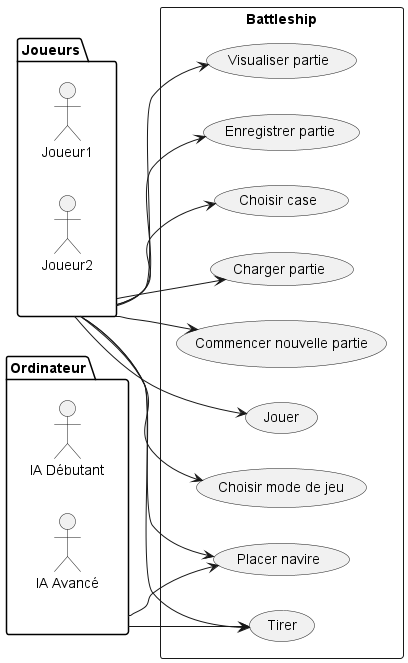 Battleship
Joueurs
Joueur1
Joueur2
Ordinateur
IA Débutant
IA Avancé
Visualiser partie
Enregistrer partie
Choisir case
Charger partie
Commencer nouvelle partie
Jouer
Choisir mode de jeu
Placer navire
Tirer